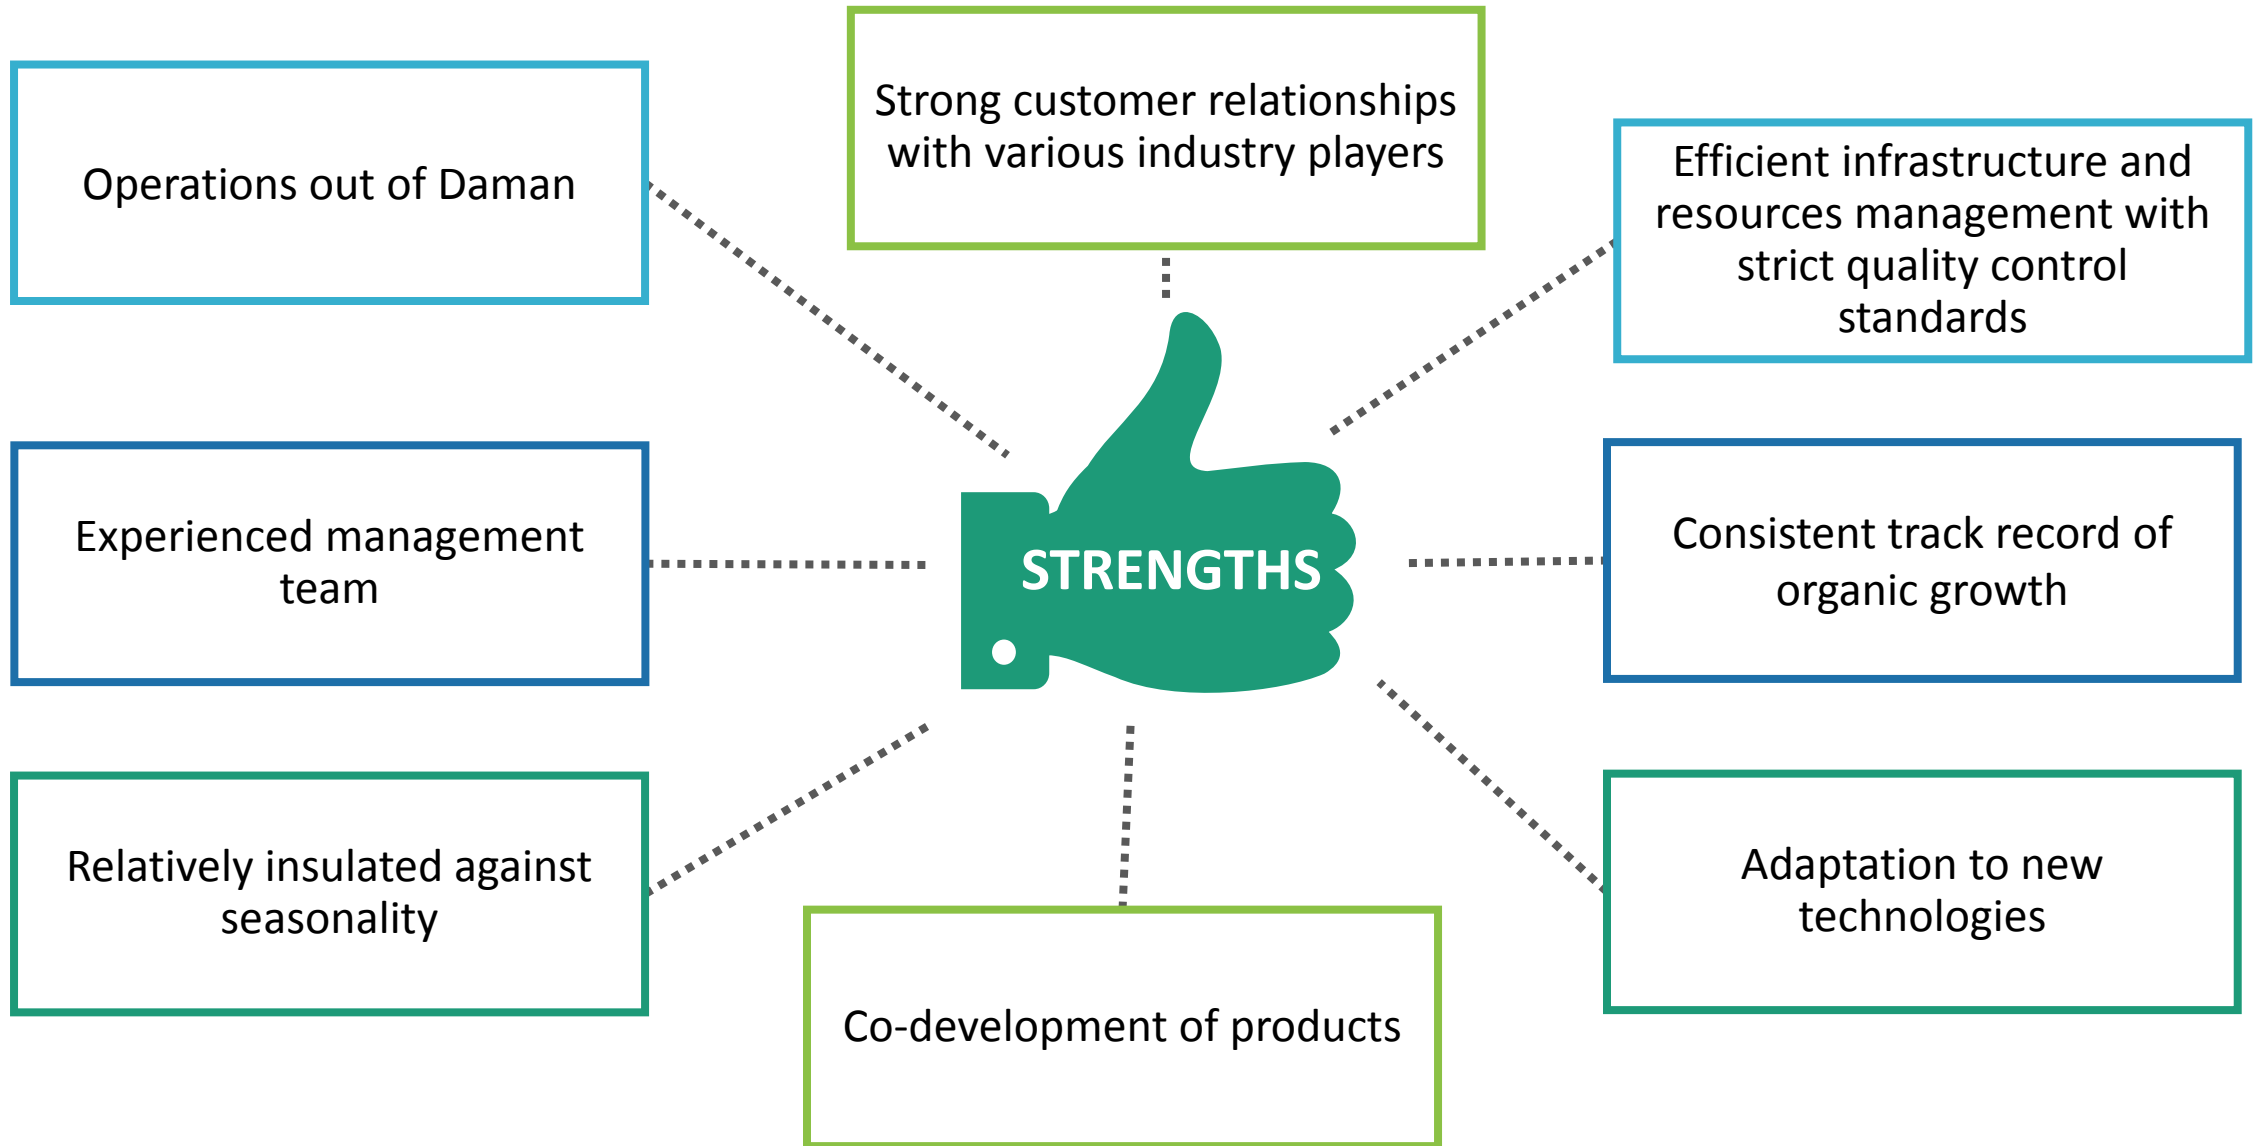 Strong customer relationships
with various industry players
Operations out of Daman
Efficient infrastructure and
resources management with
strict quality control
standards
Experienced management
team
STRENGTHS
Consistent track record of
organic growth
Relatively insulated against
seasonality
Adaptation to new
technologies
Co-development of products